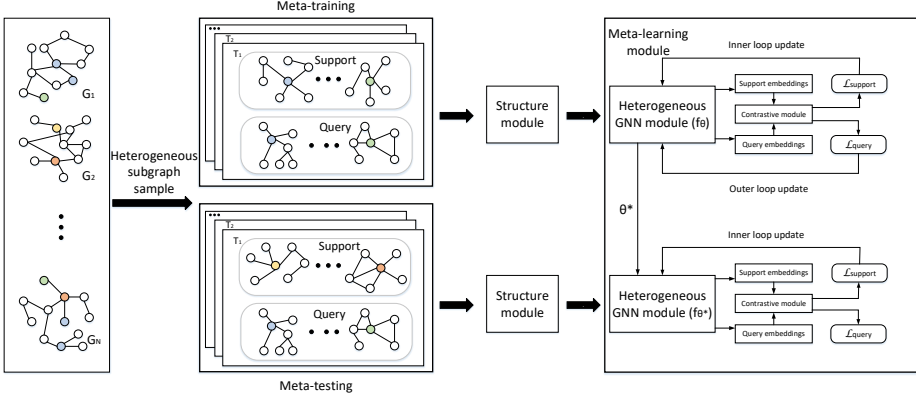 Meta-training
G1
G2
GN
Heterogeneous
subgraph
sample
T2
T1
Support
Query
Structure
module
Meta-learning
module
Inner loop update
Heterogeneous
GNN module (fθ)
Support embeddings
Contrastive module
Query embeddings
ℒsupport
ℒquery
Outer loop update
θ*
T2
T1
Support
Query
Meta-testing
Structure
module
Inner loop update
Heterogeneous
GNN module (fθ*)
Support embeddings
Contrastive module
Query embeddings
ℒsupport
ℒquery